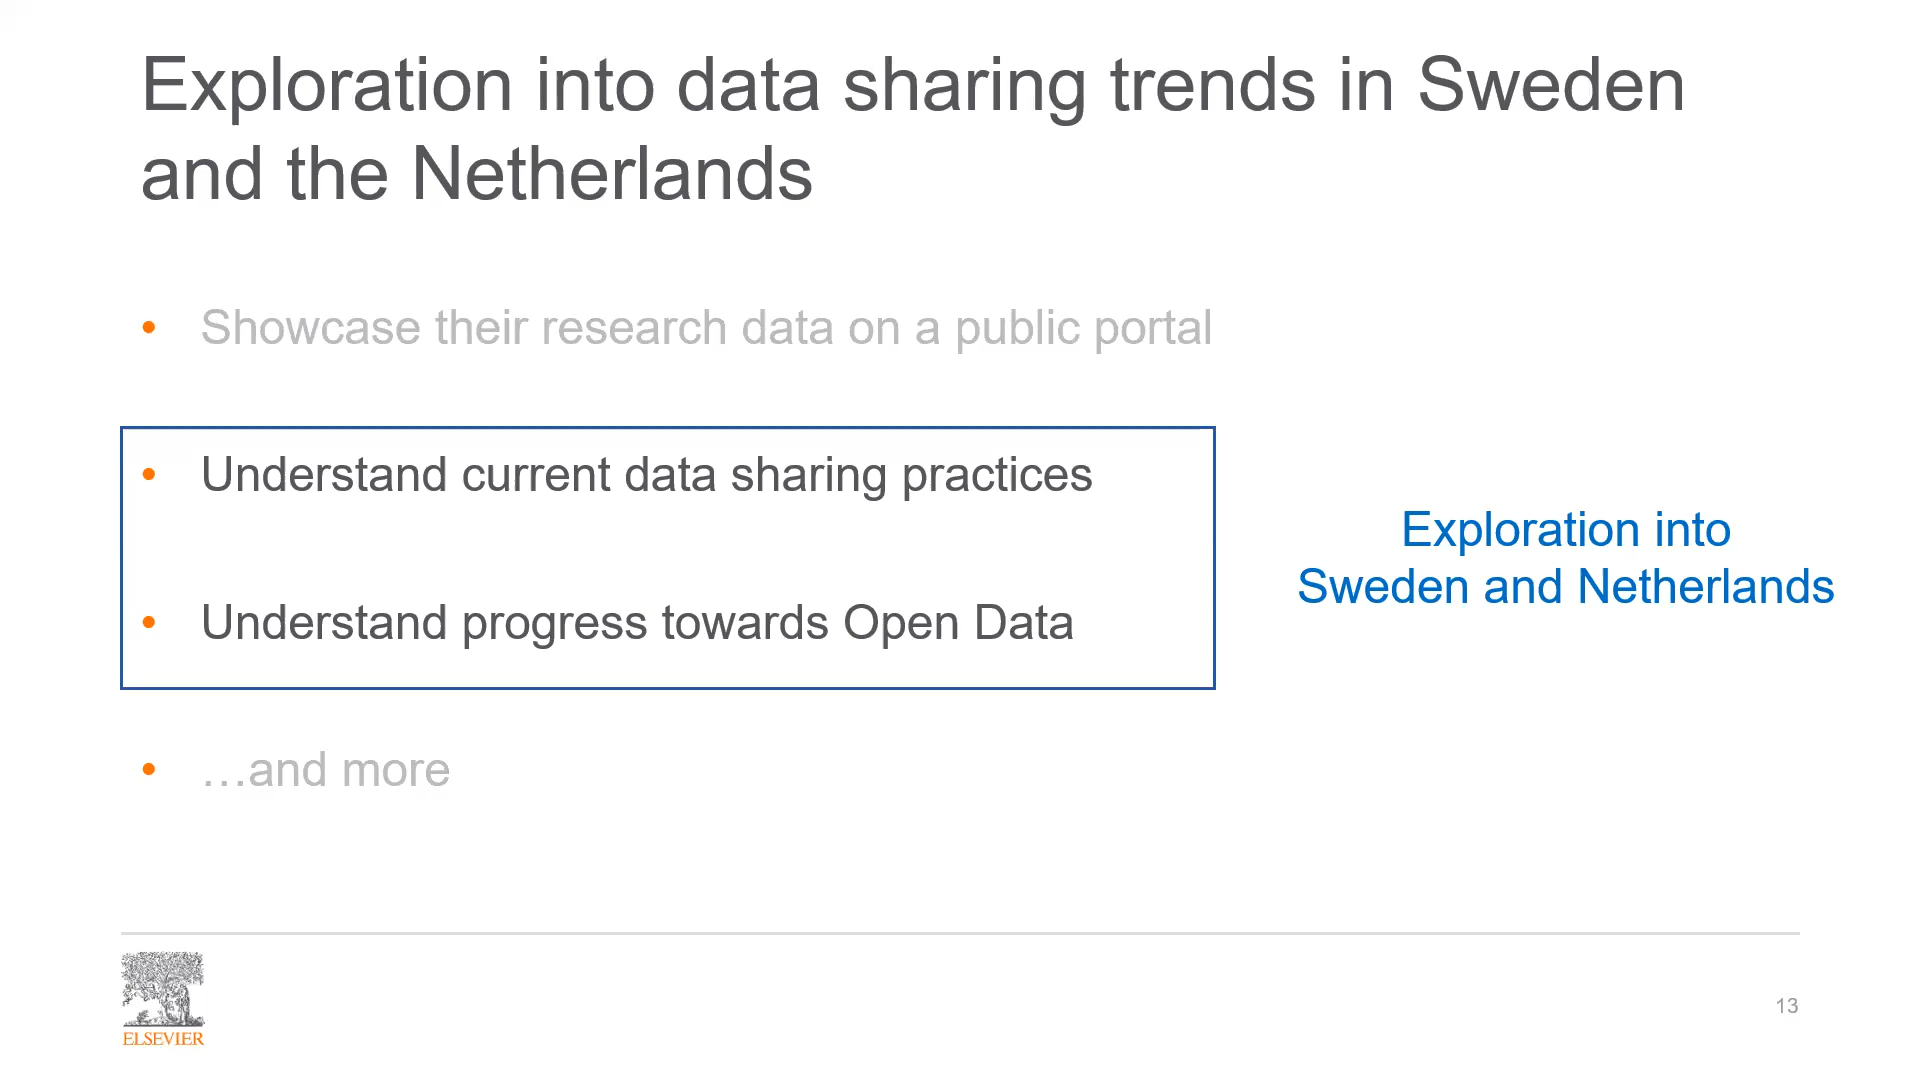 Exploration into data sharing trends in Sweden
and the Netherlands
• Showcase their research data on a public portal
• Understand current data sharing practices
• Understand progress towards Open Data
• …and more
Exploration into
Sweden and Netherlands
ELSEVIER
13